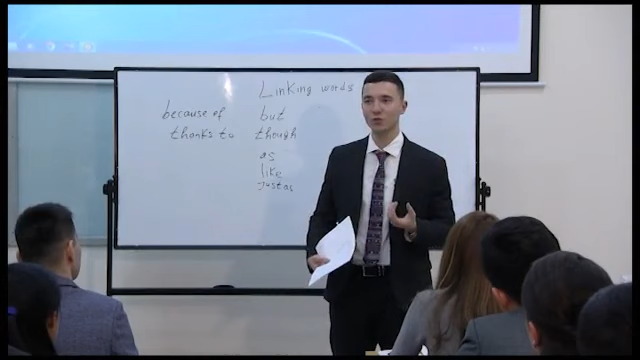 Linking words
because of but
thanks to though
as
like
just as